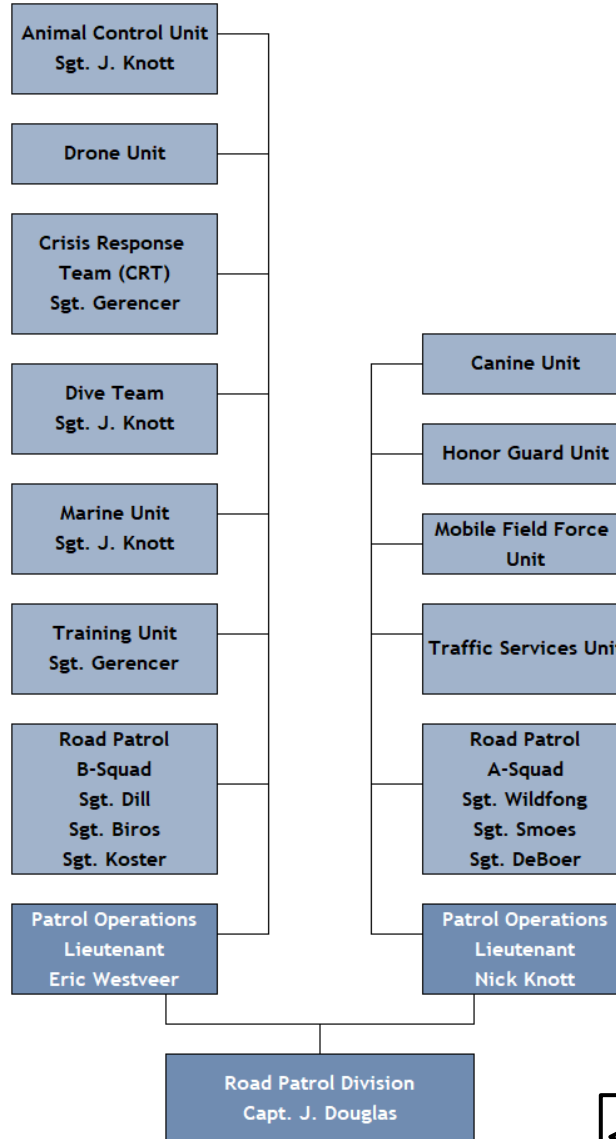 Animal Control Unit
Sgt. J. Knott
Drone Unit
Crisis Response
Team (CRT)
Sgt. Gerencer
Dive Team
Sgt. J. Knott
Marine Unit
Sgt. J. Knott
Training Unit
Sgt. Gerencer
Road Patrol
B-Squad
Sgt. Dill
Sgt. Biros
Sgt. Koster
Patrol Operations
Lieutenant
Eric Westveer
Canine Unit
Honor Guard Unit
Mobile Field Force
Unit
Traffic Services Unit
Road Patrol
A-Squad
Sgt. Wildfong
Sgt. Smoes
Sgt. DeBoer
Patrol Operations
Lieutenant
Nick Knott
Road Patrol Division
Capt. J. Douglas